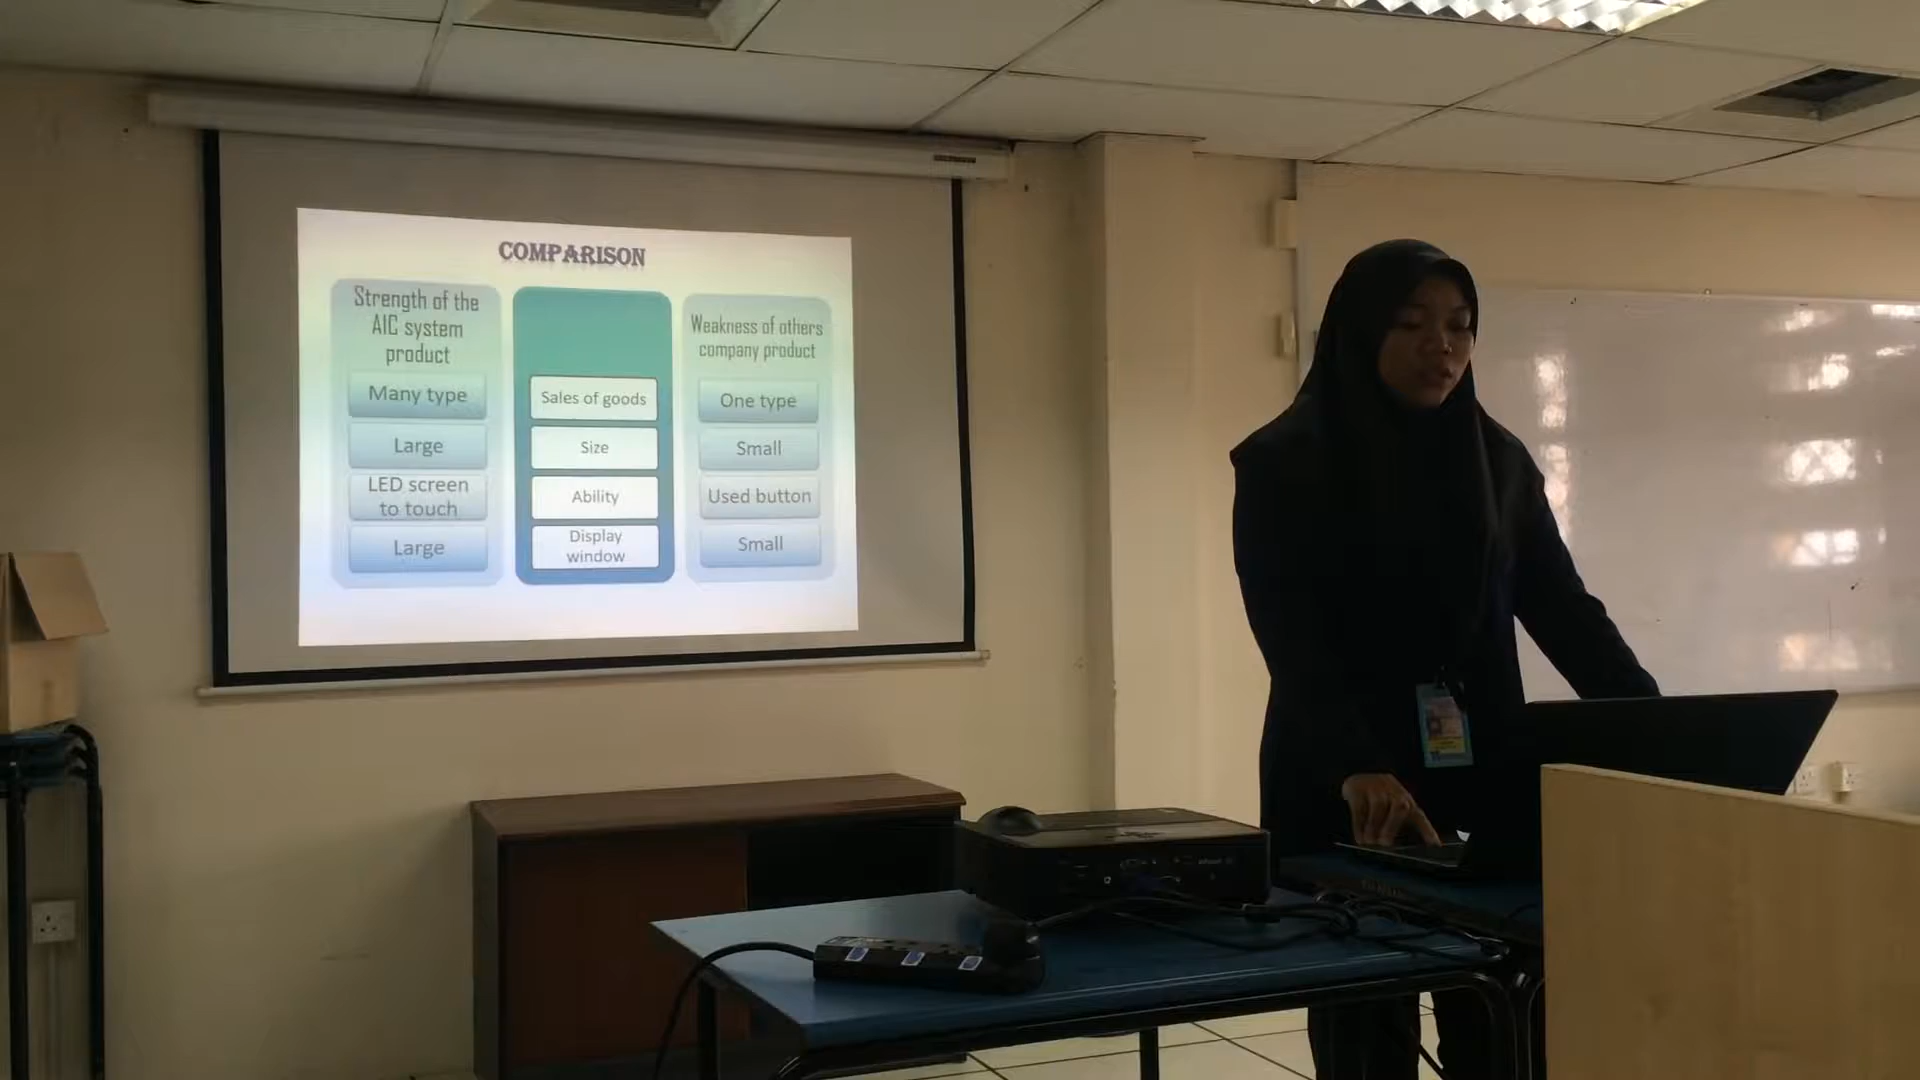 COMPARISON
Strength of the
AIC system
product
Many type
Large
LED screen
to touch
Large
Sales of goods
Size
Ability
Display
window
Weakness of others
company product
One type
Small
Used button
Small